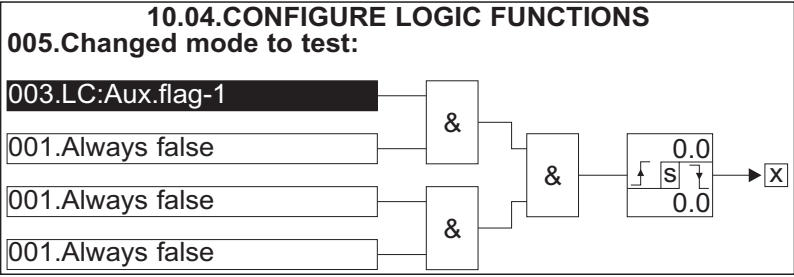 10.04.CONFIGURE LOGIC FUNCTIONS
005.Changed mode to test:
003.LC:Aux.flag-1
&
001.Always false
&
0.0
S
X
0.0
001.Always false
&
001.Always false